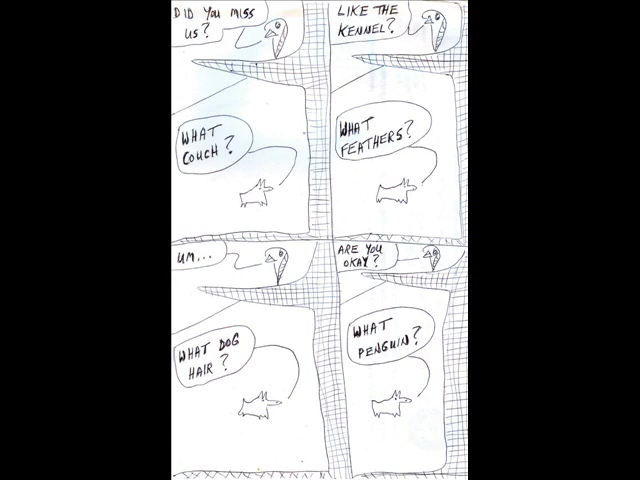 DID YOU MISS
US?
WHAT
COUCH?
LIKE THE
KENNEL?
WHAT
FEATHERS?
UM...
WHAT DOG
HAIR?
ARE YOU
OKAY?
WHAT
PENGUIN?